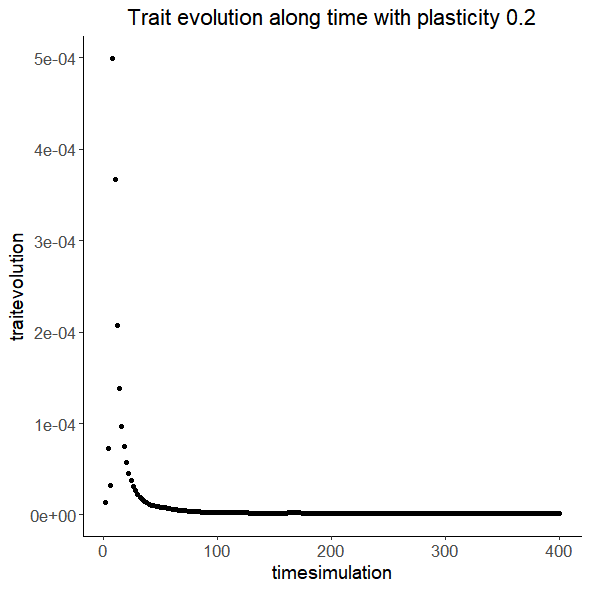 Trait evolution along time with plasticity 0.2
5e-04
4e-04
3e-04
2e-04
1e-04
0e+00
traitevolution
0 100 200 300 400
timesimulation